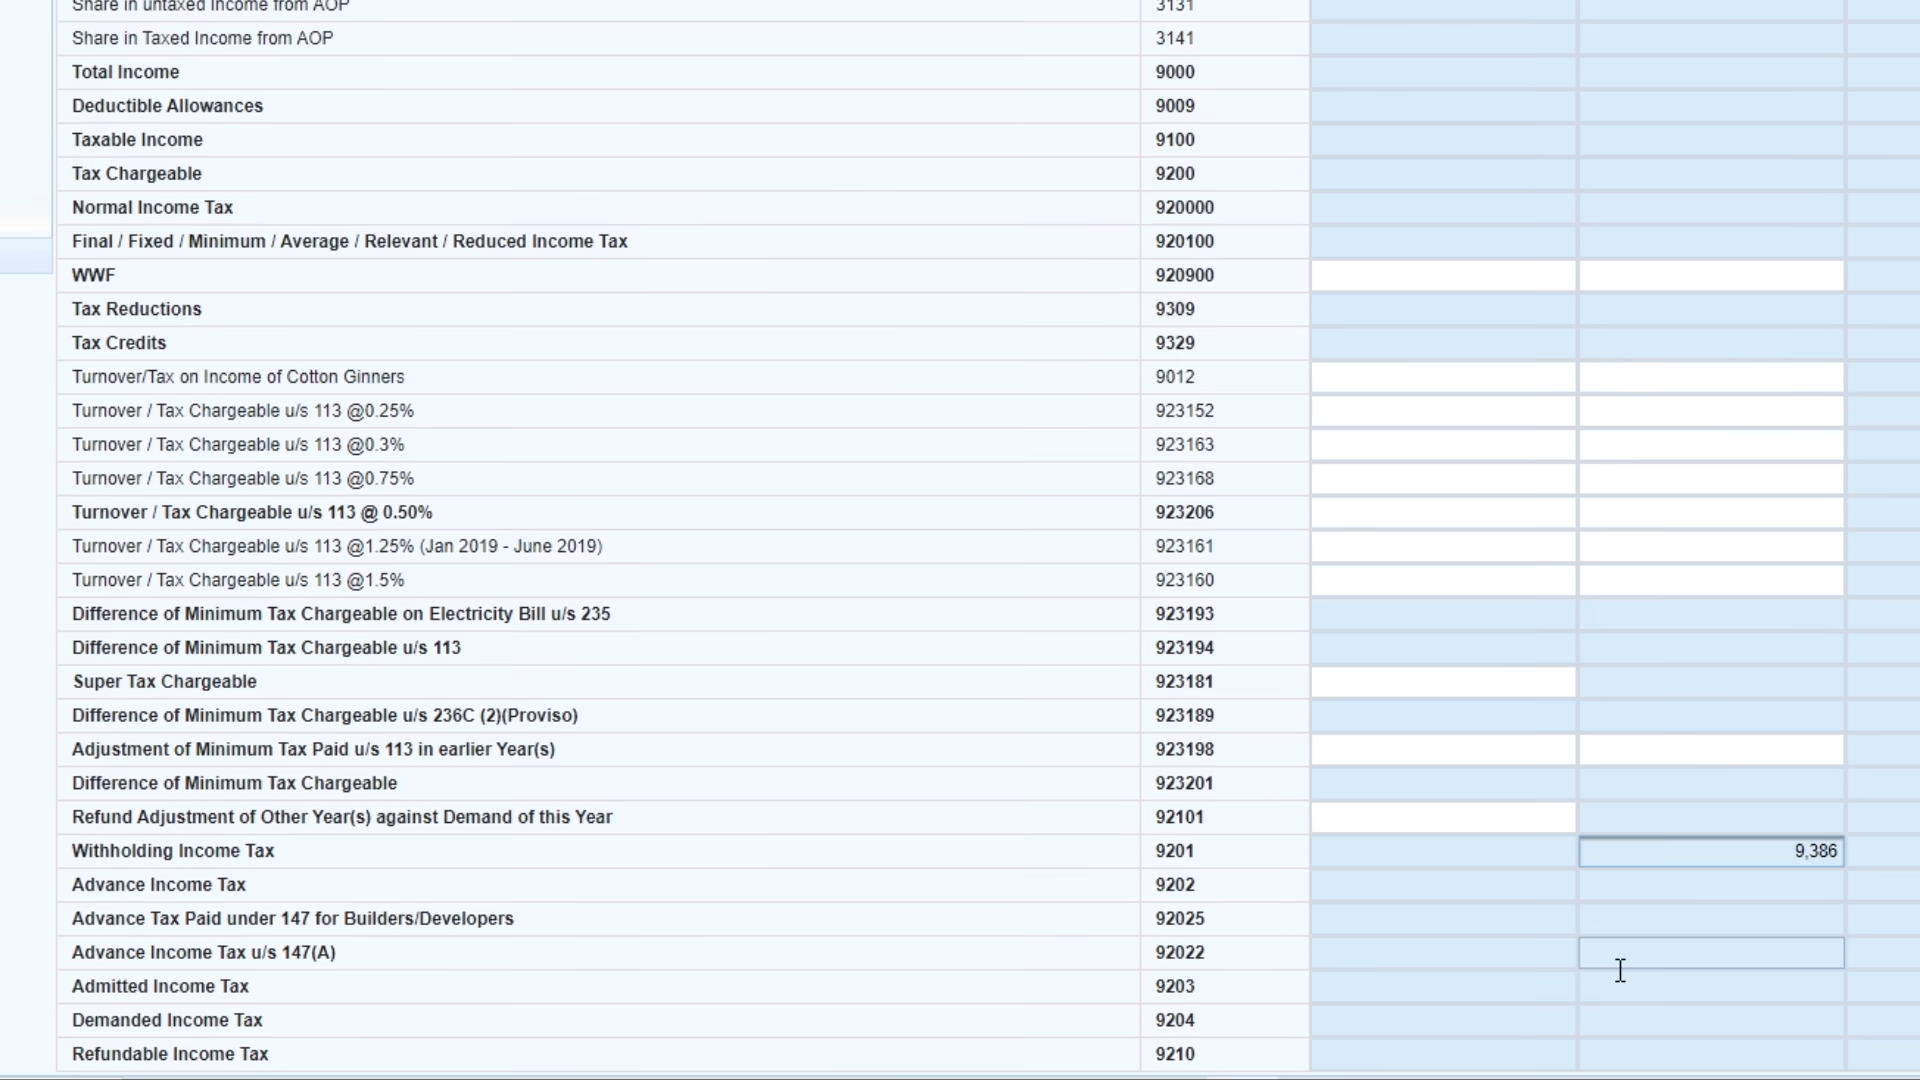 Share in untaxed Income from AOP 3131
Share in Taxed Income from AOP 3141
Total Income 9000
Deductible Allowances 9009
Taxable Income 9100
Tax Chargeable 9200
Normal Income Tax 920000
Final / Fixed / Minimum / Average / Relevant / Reduced Income Tax 920100
WWF 920900
Tax Reductions 9309
Tax Credits 9329
Turnover/Tax on Income of Cotton Ginners 9012
Turnover / Tax Chargeable u/s 113 @0.25% 923152
Turnover / Tax Chargeable u/s 113 @0.3% 923163
Turnover / Tax Chargeable u/s 113 @0.75% 923168
Turnover / Tax Chargeable u/s 113 @ 0.50% 923206
Turnover / Tax Chargeable u/s 113 @1.25% (Jan 2019 - June 2019) 923161
Turnover / Tax Chargeable u/s 113 @1.5% 923160
Difference of Minimum Tax Chargeable on Electricity Bill u/s 235 923193
Difference of Minimum Tax Chargeable u/s 113 923194
Super Tax Chargeable 923181
Difference of Minimum Tax Chargeable u/s 236C (2)(Proviso) 923189
Adjustment of Minimum Tax Paid u/s 113 in earlier Year(s) 923198
Difference of Minimum Tax Chargeable 923201
Refund Adjustment of Other Year(s) against Demand of this Year 92101
Withholding Income Tax 9201 9,386
Advance Income Tax 9202
Advance Tax Paid under 147 for Builders/Developers 92025
Advance Income Tax u/s 147(A) 92022
Admitted Income Tax 9203
Demanded Income Tax 9204
Refundable Income Tax 9210